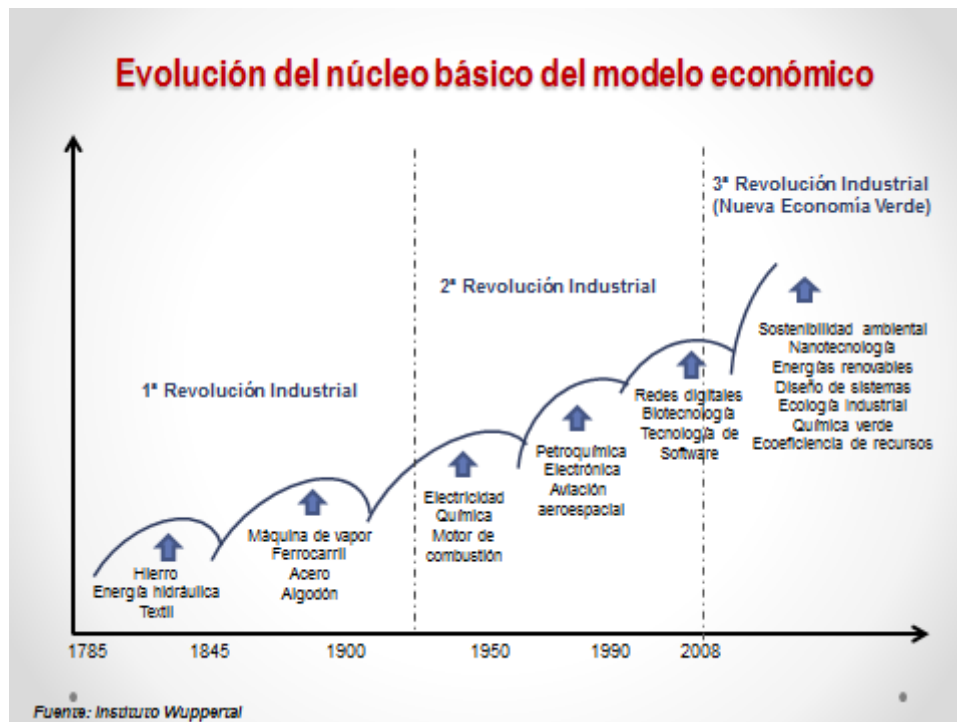 Evolución del núcleo básico del modelo económico
3ª Revolución Industrial
(Nueva Economía Verde)
2ª Revolución Industrial
1ª Revolución Industrial
Hierro
Energía hidráulica
Textil
Máquina de vapor
Ferrocarril
Acero
Algodón
Electricidad
Química
Motor de
combustión
Petroquímica
Electrónica
Aviación
aeroespacial
Redes digitales
Biotecnología
Tecnología de
Software
Sostenibilidad ambiental
Nanotecnología
Energías renovables
Diseño de sistemas
Ecología industrial
Química verde
Ecoeficiencia de recursos
1785 1845 1900 1950 1990 2008
Fuente: Instituto Wuppertal